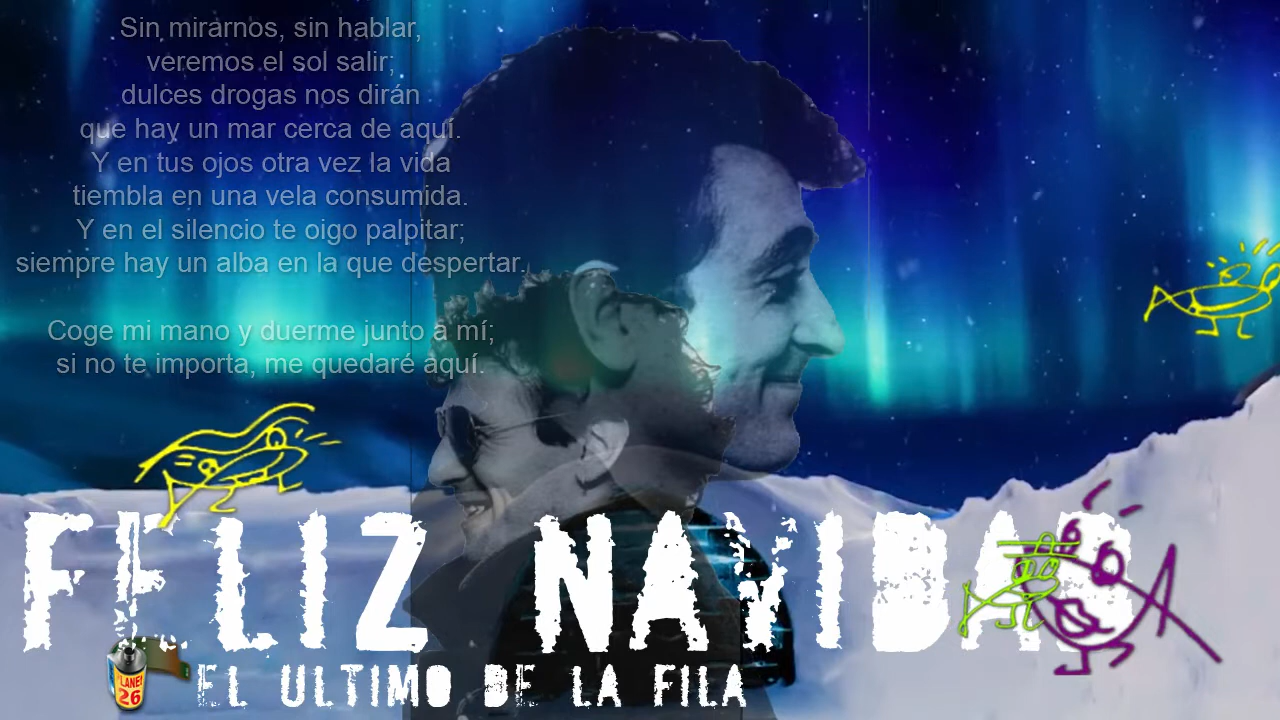 Sin mirarnos, sin hablar,
veremos el sol salir;
dulces drogas nos dirán
que hay un mar cerca de aquí.
Y en tus ojos otra vez la vida
tiembla en una vela consumida.
Y en el silencio te oigo palpitar;
siempre hay un alba en la que despertar.
Coge mi mano y duerme junto a mí;
si no te importa, me quedaré aquí.
FELIZ NAVIDAD
PLANET
26
EL ULTIMO DE LA FILA